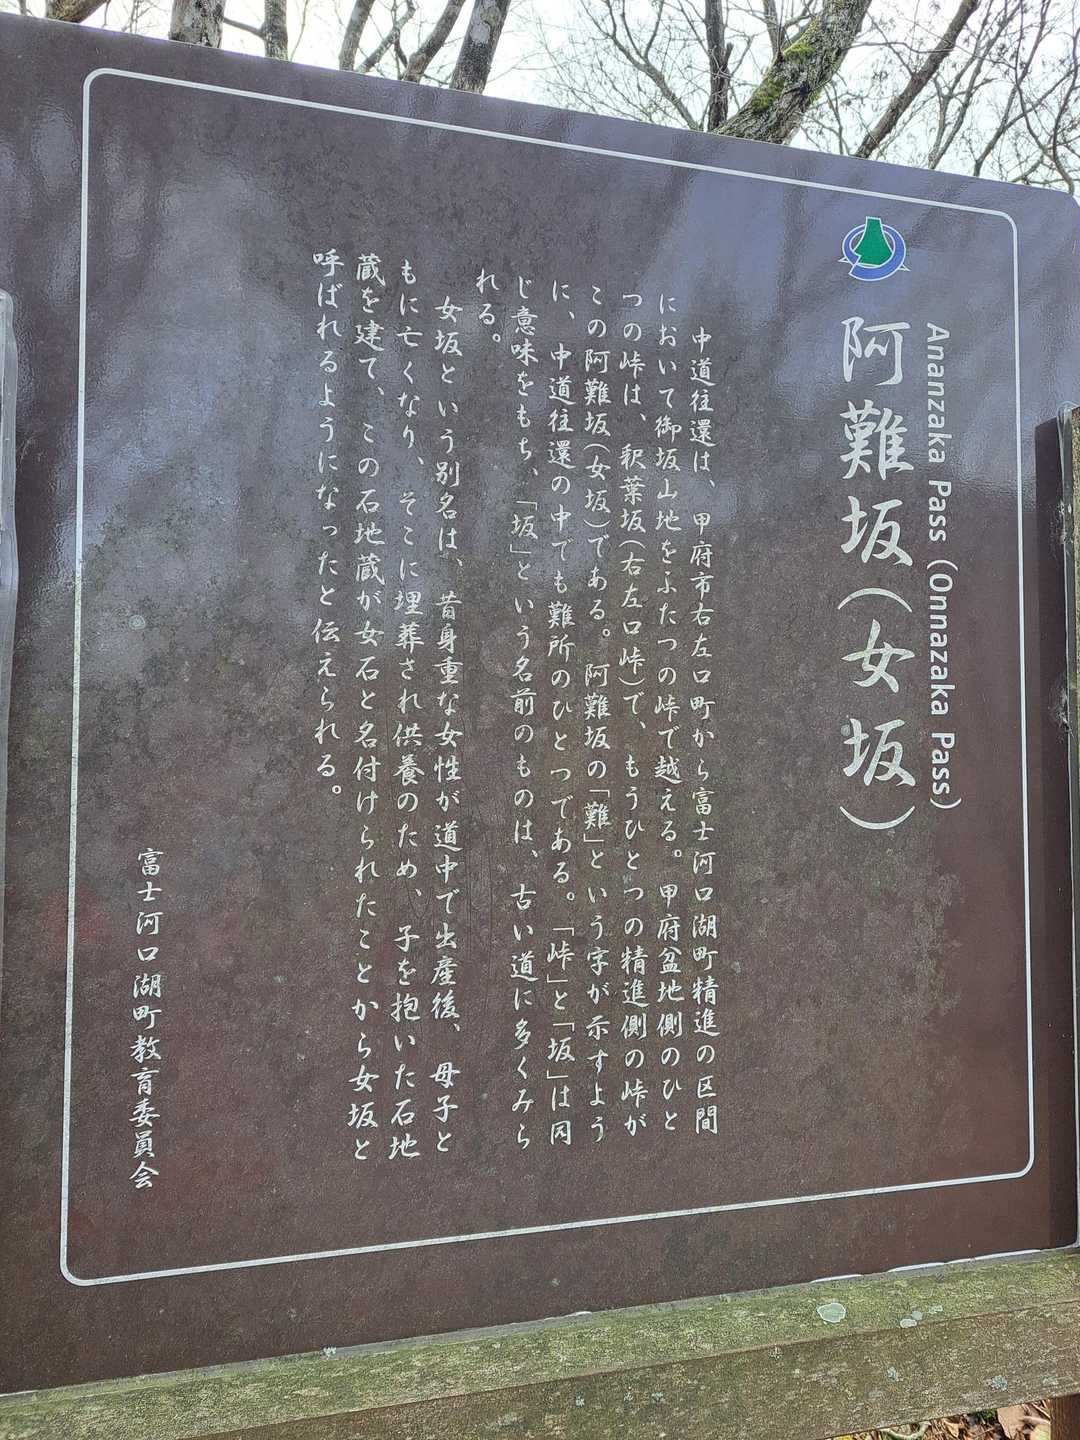 Ananzaka Pass (Onnazaka Pass)
阿難坂(女坂)
中道往還は、甲府市右左口町から富士河口湖町精進の区間
において御坂山地をふたつの峠で越える。甲府盆地側のひと
つの峠は、釈葉坂(右左口峠)で、もうひとつの精進側の峠が
この阿難坂(女坂)である。阿難坂の「難」という字が示すよう
に、中道往還の中でも難所のひとつである。「峠」と「坂」は同
じ意味をもち、「坂」という名前のものは、古い道に多くみら
れる。
女坂という別名は、昔身重な女性が道中で出産後、母子と
もに亡くなり、そこに埋葬され供養のため、子を抱いた石地
蔵を建て、この石地蔵が女石と名付けられたことから女坂と
呼ばれるようになったと伝えられる。
富士河口湖町教育委員会